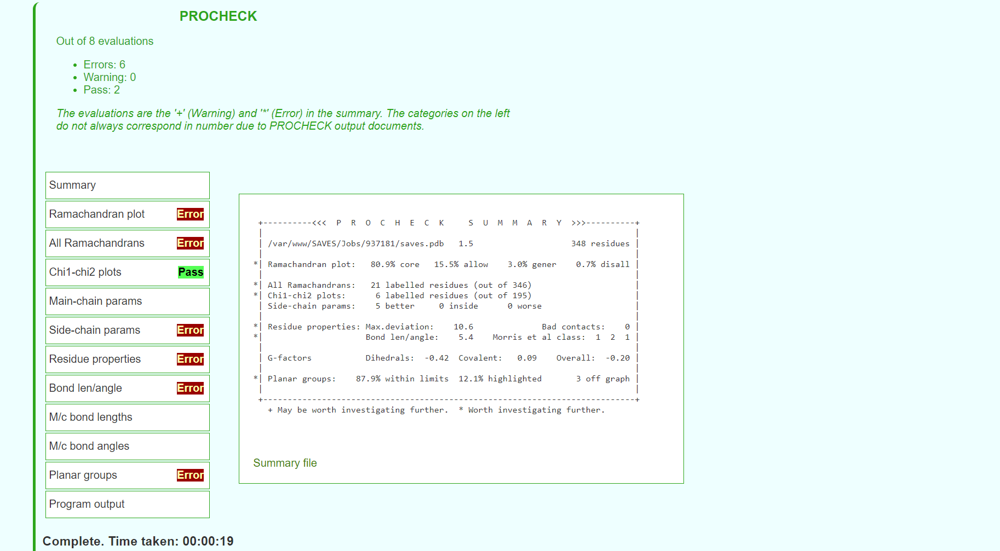 PROCHECK
Out of 8 evaluations
• Errors: 6
• Warning: 0
• Pass: 2
The evaluations are the '+' (Warning) and '*' (Error) in the summary. The categories on the left
do not always correspond in number due to PROCHECK output documents.
Summary
Ramachandran plot Error
All Ramachandrans Error
Chi1-chi2 plots Pass
Main-chain params
Side-chain params Error
Residue properties Error
Bond len/angle Error
M/c bond lengths
M/c bond angles
Planar groups Error
Program output
+----------<<<  P  R  O  C  H  E  C  K     S  U  M  M  A  R  Y  >>>----------+
|                                                                            |
| /var/www/SAVES/Jobs/937181/saves.pdb   1.5                    348 residues |
|                                                                            |
*| Ramachandran plot:   80.9% core   15.5% allow    3.0% gener    0.7% disall |
|                                                                            |
*| All Ramachandrans:   21 labelled residues (out of 346)                     |
*| Chi1-chi2 plots:      6 labelled residues (out of 195)                     |
| Side-chain params:    5 better     0 inside      0 worse                   |
|                                                                            |
*| Residue properties: Max.deviation:    10.6              Bad contacts:    0 |
*|                     Bond len/angle:    5.4    Morris et al class:  1  2  1 |
|                                                                            |
| G-factors           Dihedrals:  -0.42  Covalent:   0.09    Overall:  -0.20 |
|                                                                            |
*| Planar groups:    87.9% within limits  12.1% highlighted       3 off graph |
|                                                                            |
+----------------------------------------------------------------------------+
+ May be worth investigating further.  * Worth investigating further.
Summary file
Complete. Time taken: 00:00:19